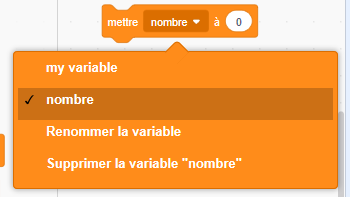 mettre nombre à 0
my variable
✓ nombre
Renommer la variable
Supprimer la variable "nombre"